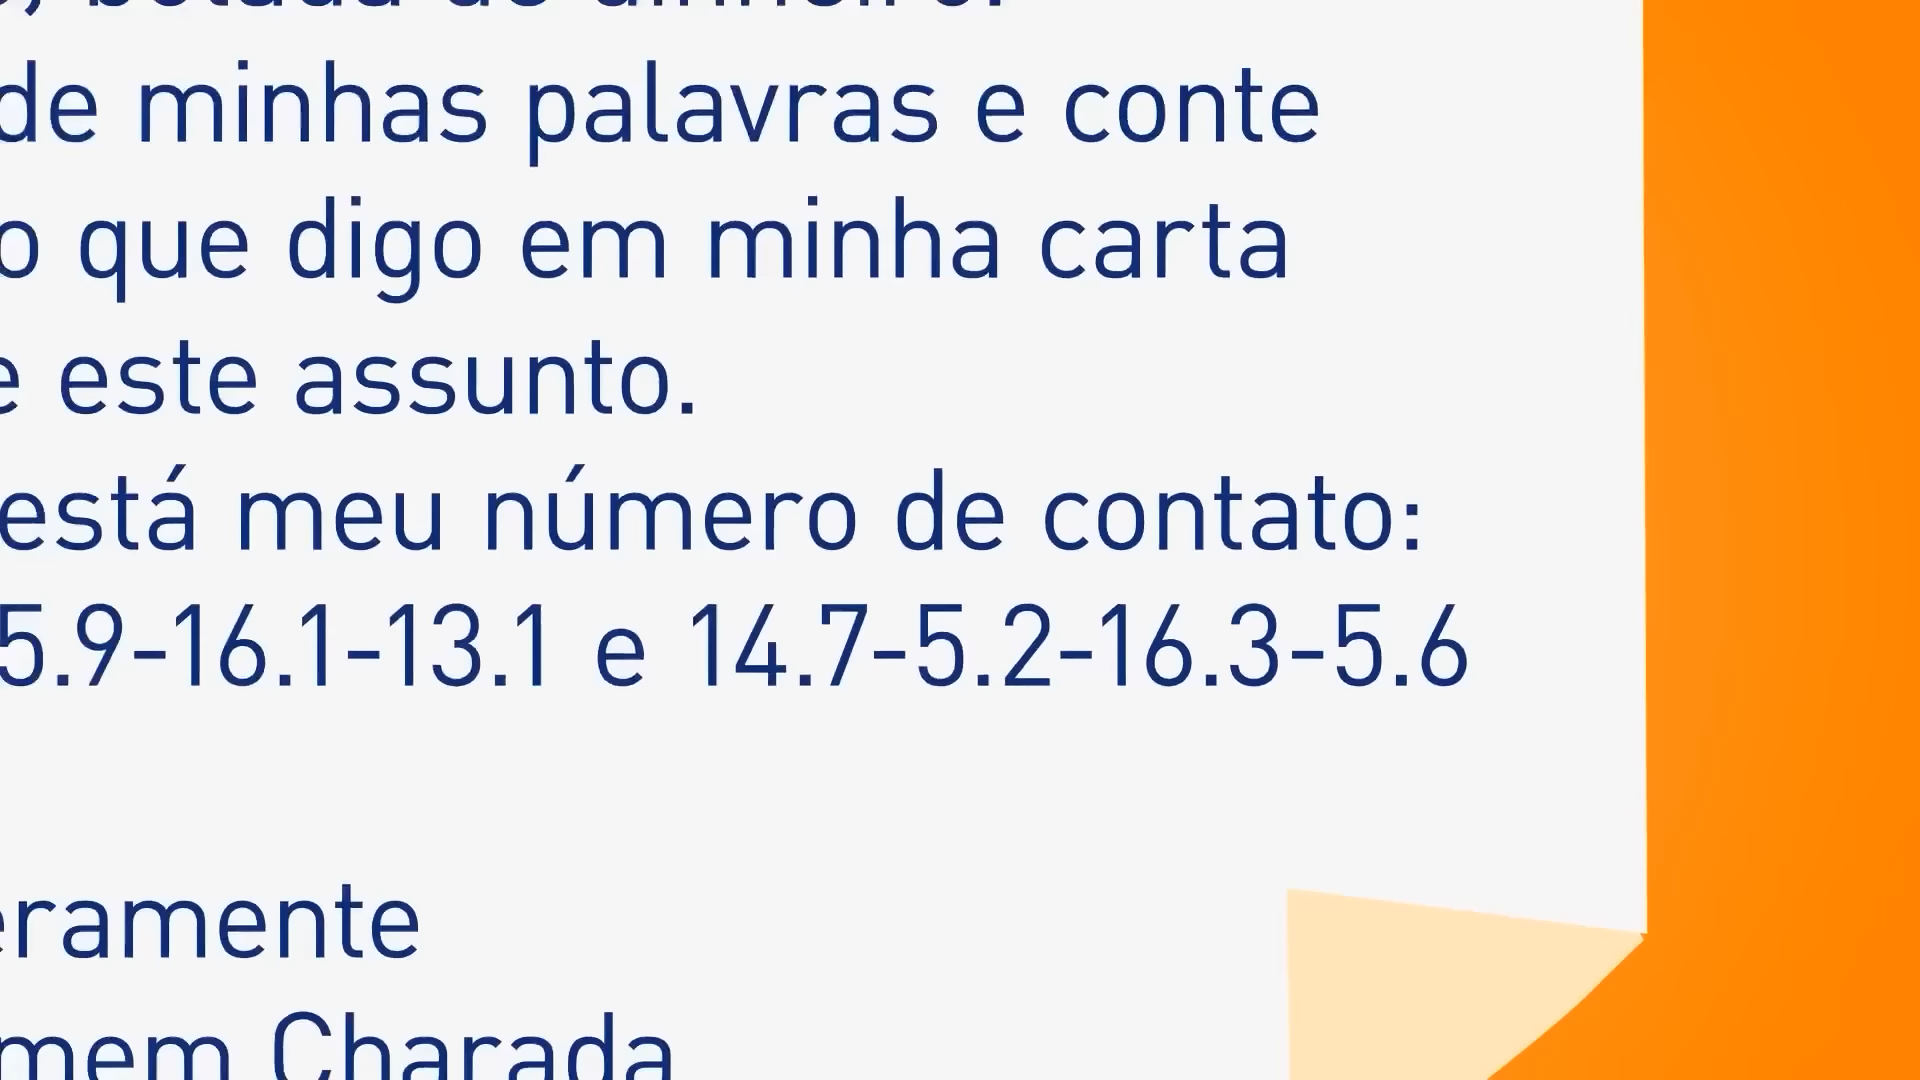 de minhas palavras e conte
o que digo em minha carta
e este assunto.
está meu número de contato:
5.9-16.1-13.1 e 14.7-5.2-16.3-5.6
eramente
mem Charada